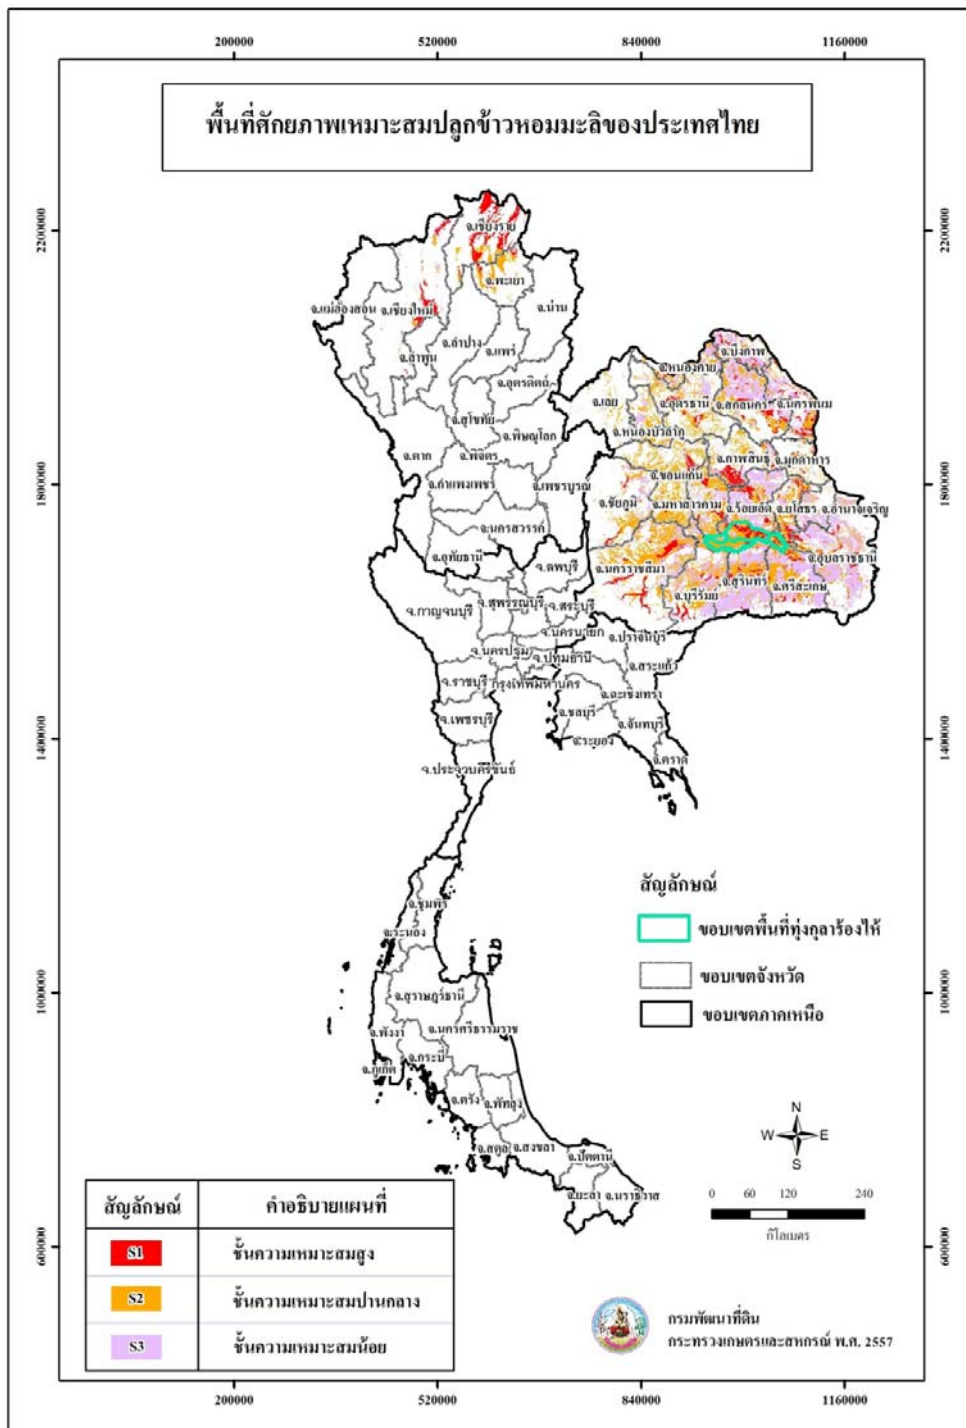 200000 520000 840000 1160000
พื้นที่ศักยภาพเหมาะสมปลูกข้าวหอมมะลิของประเทศไทย
2200000 2200000
จ.เชียงราย
จ.พะเยา
จ.แม่ฮ่องสอน จ.เชียงใหม่ จ.น่าน
จ.ลำปาง
จ.แพร่
จ.ลำพูน
จ.อุตรดิตถ์
จ.สุโขทัย
จ.พิษณุโลก
จ.ตาก จ.พิจิตร
จ.กำแพงเพชร จ.เพชรบูรณ์
จ.นครสวรรค์
จ.อุทัยธานี
จ.บึงกาฬ
จ.หนองคาย
จ.เลย จ.อุดรธานี จ.สกลนคร จ.นครพนม
จ.หนองบัวลำภู
จ.กาฬสินธุ์ จ.มุกดาหาร
จ.ขอนแก่น
1800000 1800000
จ.ชัยภูมิ จ.มหาสารคาม จ.ร้อยเอ็ด จ.ยโสธร จ.อำนาจเจริญ
จ.อุบลราชธานี
จ.นครราชสีมา
จ.สุรินทร์ จ.ศรีสะเกษ
จ.บุรีรัมย์
จ.ลพบุรี
จ.กาญจนบุรี จ.สุพรรณบุรี จ.สระบุรี
จ.นครนายก จ.ปราจีนบุรี
จ.นครปฐม จ.ปทุมธานี
จ.สระแก้ว
จ.ราชบุรี กรุงเทพมหานคร
จ.ฉะเชิงเทรา
จ.เพชรบุรี จ.ชลบุรี
จ.จันทบุรี
จ.ระยอง
1400000 1400000
จ.ตราด
จ.ประจวบคีรีขันธ์
จ.ชุมพร
จ.ระนอง
1000000 1000000
จ.สุราษฎร์ธานี
จ.นครศรีธรรมราช
จ.พังงา
จ.กระบี่
จ.ภูเก็ต
จ.ตรัง จ.พัทลุง
จ.สตูล จ.สงขลา
จ.ปัตตานี
จ.ยะลา จ.นราธิวาส
สัญลักษณ์
ขอบเขตพื้นที่ทุ่งกุลาร้องไห้
ขอบเขตจังหวัด
ขอบเขตภาคเหนือ
N
W E
S
0 60 120 240
กิโลเมตร
600000 600000
สัญลักษณ์ คำอธิบายแผนที่
S1 ชั้นความเหมาะสมสูง
S2 ชั้นความเหมาะสมปานกลาง
S3 ชั้นความเหมาะสมน้อย
กรมพัฒนาที่ดิน
กระทรวงเกษตรและสหกรณ์ พ.ศ. 2557
200000 520000 840000 1160000